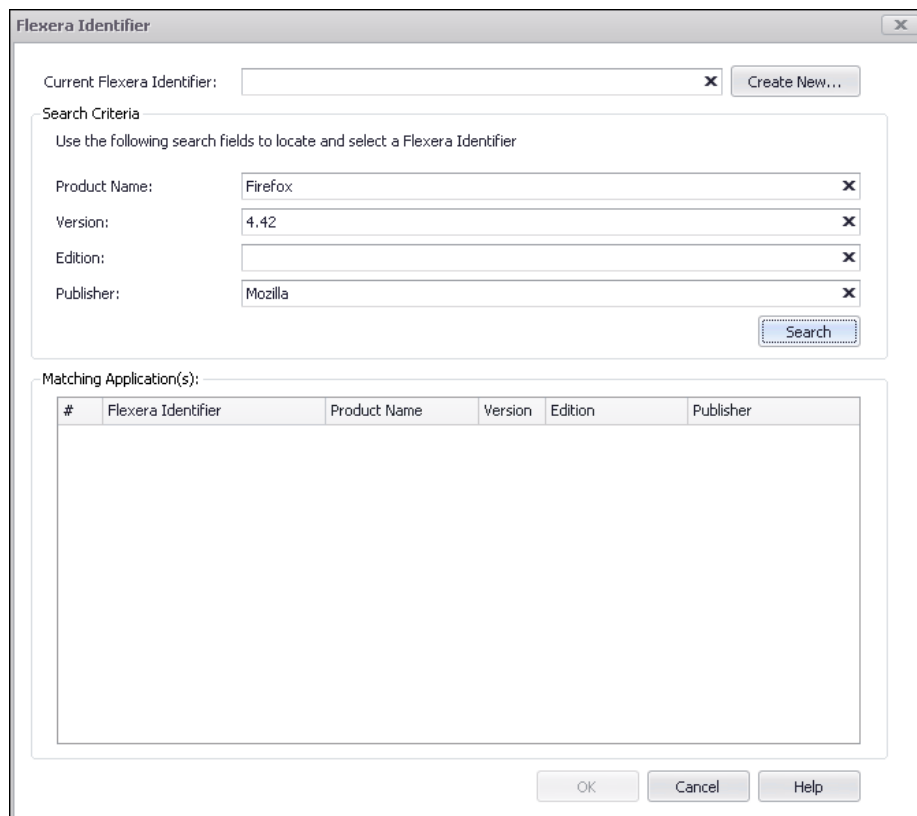 Flexera Identifier
Current Flexera Identifier: Create New...
Search Criteria
Use the following search fields to locate and select a Flexera Identifier
Product Name: Firefox
Version: 4.42
Edition:
Publisher: Mozilla
Search
Matching Application(s):
# Flexera Identifier Product Name Version Edition Publisher
OK Cancel Help